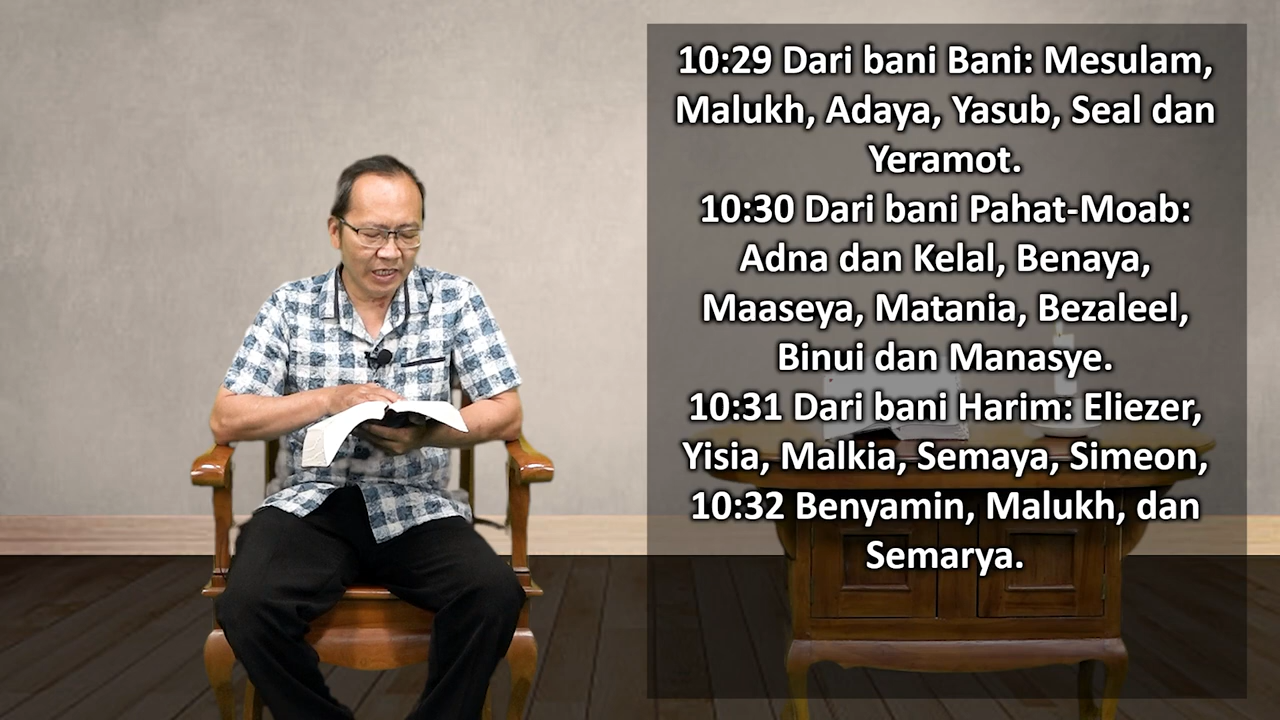 10:29 Dari bani Bani: Mesulam,
Malukh, Adaya, Yasub, Seal dan
Yeramot.
10:30 Dari bani Pahat-Moab:
Adna dan Kelal, Benaya,
Maaseya, Matania, Bezaleel,
Binui dan Manasye.
10:31 Dari bani Harim: Eliezer,
Yisia, Malkia, Semaya, Simeon,
10:32 Benyamin, Malukh, dan
Semarya.